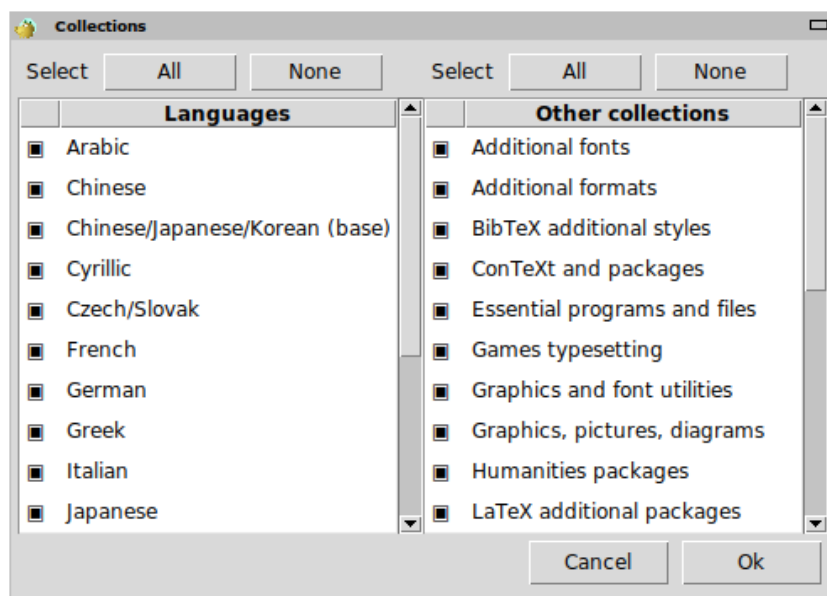 Collections
Select All None
Languages
Arabic
Chinese
Chinese/Japanese/Korean (base)
Cyrillic
Czech/Slovak
French
German
Greek
Italian
Japanese
Select All None
Other collections
Additional fonts
Additional formats
BibTeX additional styles
ConTeXt and packages
Essential programs and files
Games typesetting
Graphics and font utilities
Graphics, pictures, diagrams
Humanities packages
LaTeX additional packages
Cancel Ok